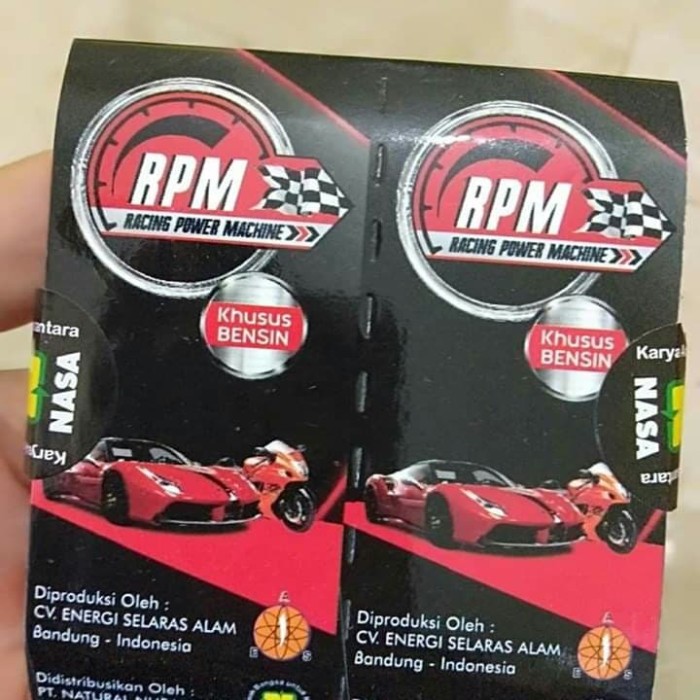 RPM
RACING POWER MACHINE
Khusus
BENSIN
NASA
Diproduksi Oleh :
CV. ENERGI SELARAS ALAM
Bandung - Indonesia
A
E S
Didistribusikan Oleh :
RPM
RACING POWER MACHINE
Khusus
BENSIN
NASA
Diproduksi Oleh :
CV. ENERGI SELARAS ALAM
Bandung - Indonesia
A
E S